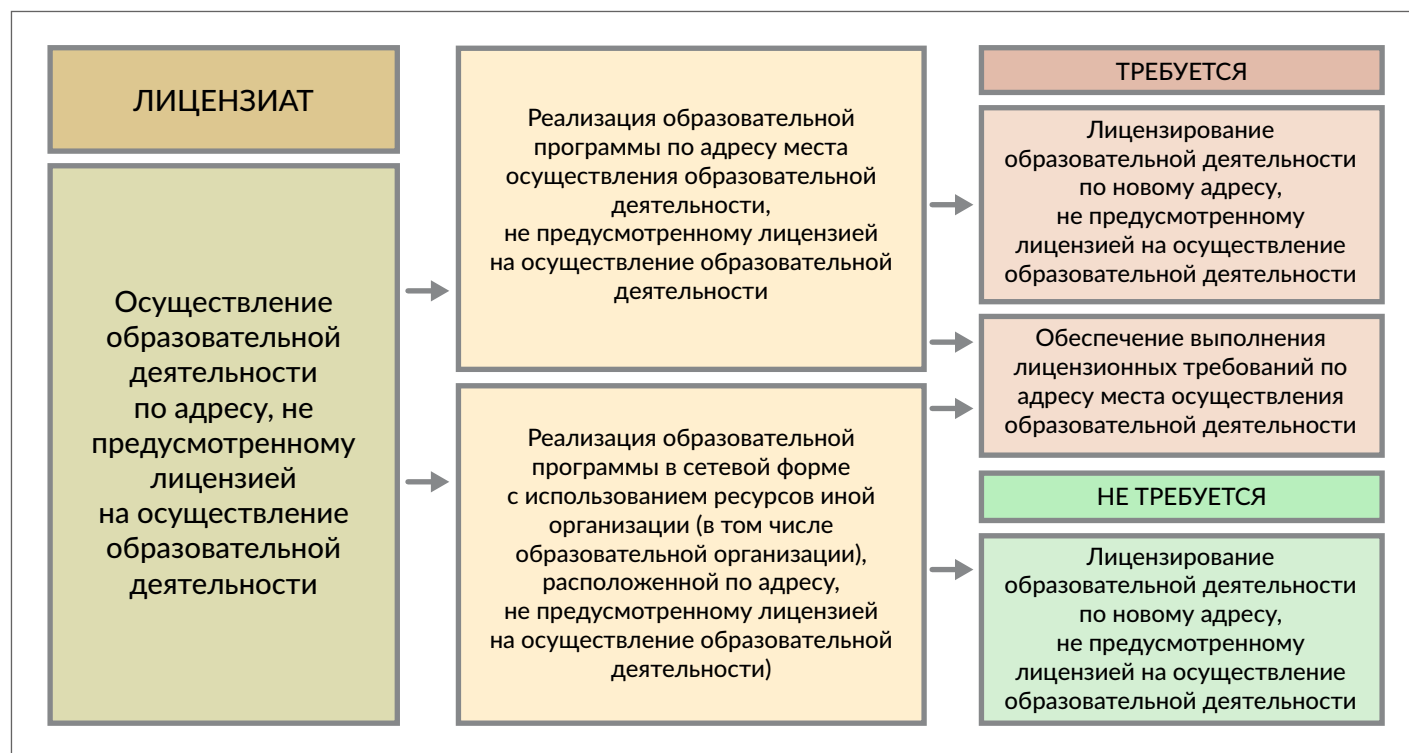 ЛИЦЕНЗИАТ
Осуществление
образовательной
деятельности
по адресу, не
предусмотренному
лицензией
на осуществление
образовательной
деятельности
Реализация образовательной
программы по адресу места
осуществления образовательной
деятельности,
не предусмотренному лицензией
на осуществление образовательной
деятельности
Реализация образовательной
программы в сетевой форме
с использованием ресурсов иной
организации (в том числе
образовательной организации),
расположенной по адресу,
не предусмотренному лицензией
на осуществление образовательной
деятельности)
ТРЕБУЕТСЯ
Лицензирование
образовательной деятельности
по новому адресу,
не предусмотренному
лицензией на осуществление
образовательной деятельности
Обеспечение выполнения
лицензионных требований по
адресу места осуществления
образовательной деятельности
НЕ ТРЕБУЕТСЯ
Лицензирование
образовательной деятельности
по новому адресу,
не предусмотренному
лицензией на осуществление
образовательной деятельности